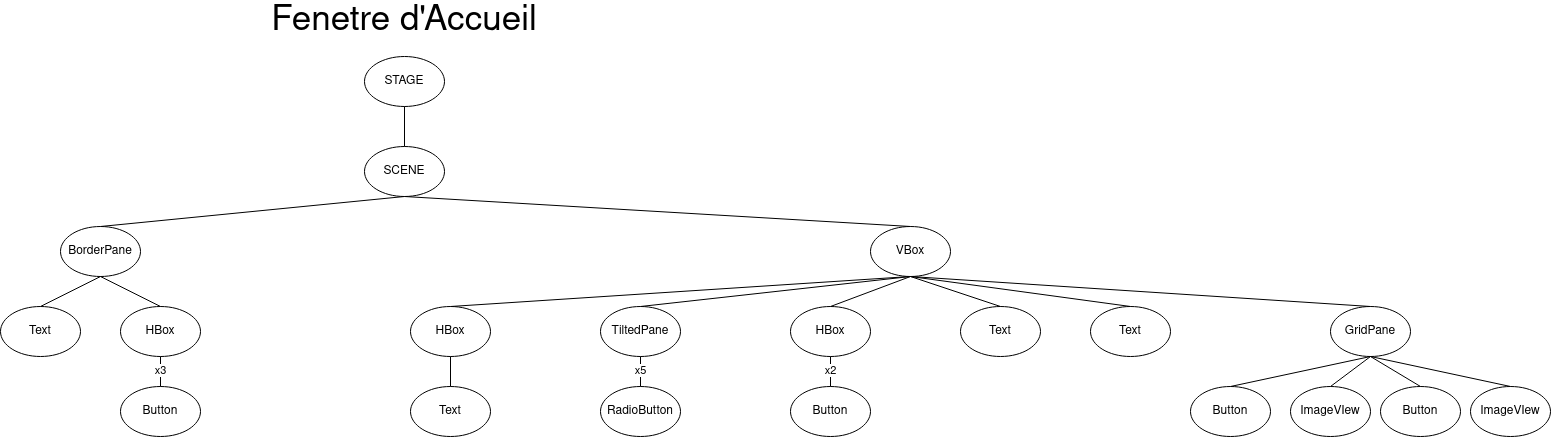 Fenetre d'Accueil
STAGE
SCENE
BorderPane
VBox
Text
HBox
HBox
TiltedPane
HBox
Text
Text
GridPane
x3
x5
x2
Button
Text
RadioButton
Button
Button
ImageVIew
Button
ImageVIew